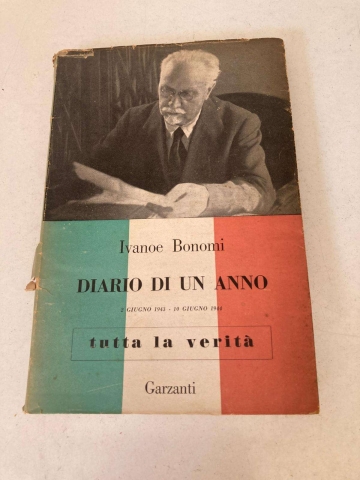 Ivanoe Bonomi
DIARIO DI UN ANNO
2 GIUGNO 1943 - 10 GIUGNO 1944
tutta la verità
Garzanti